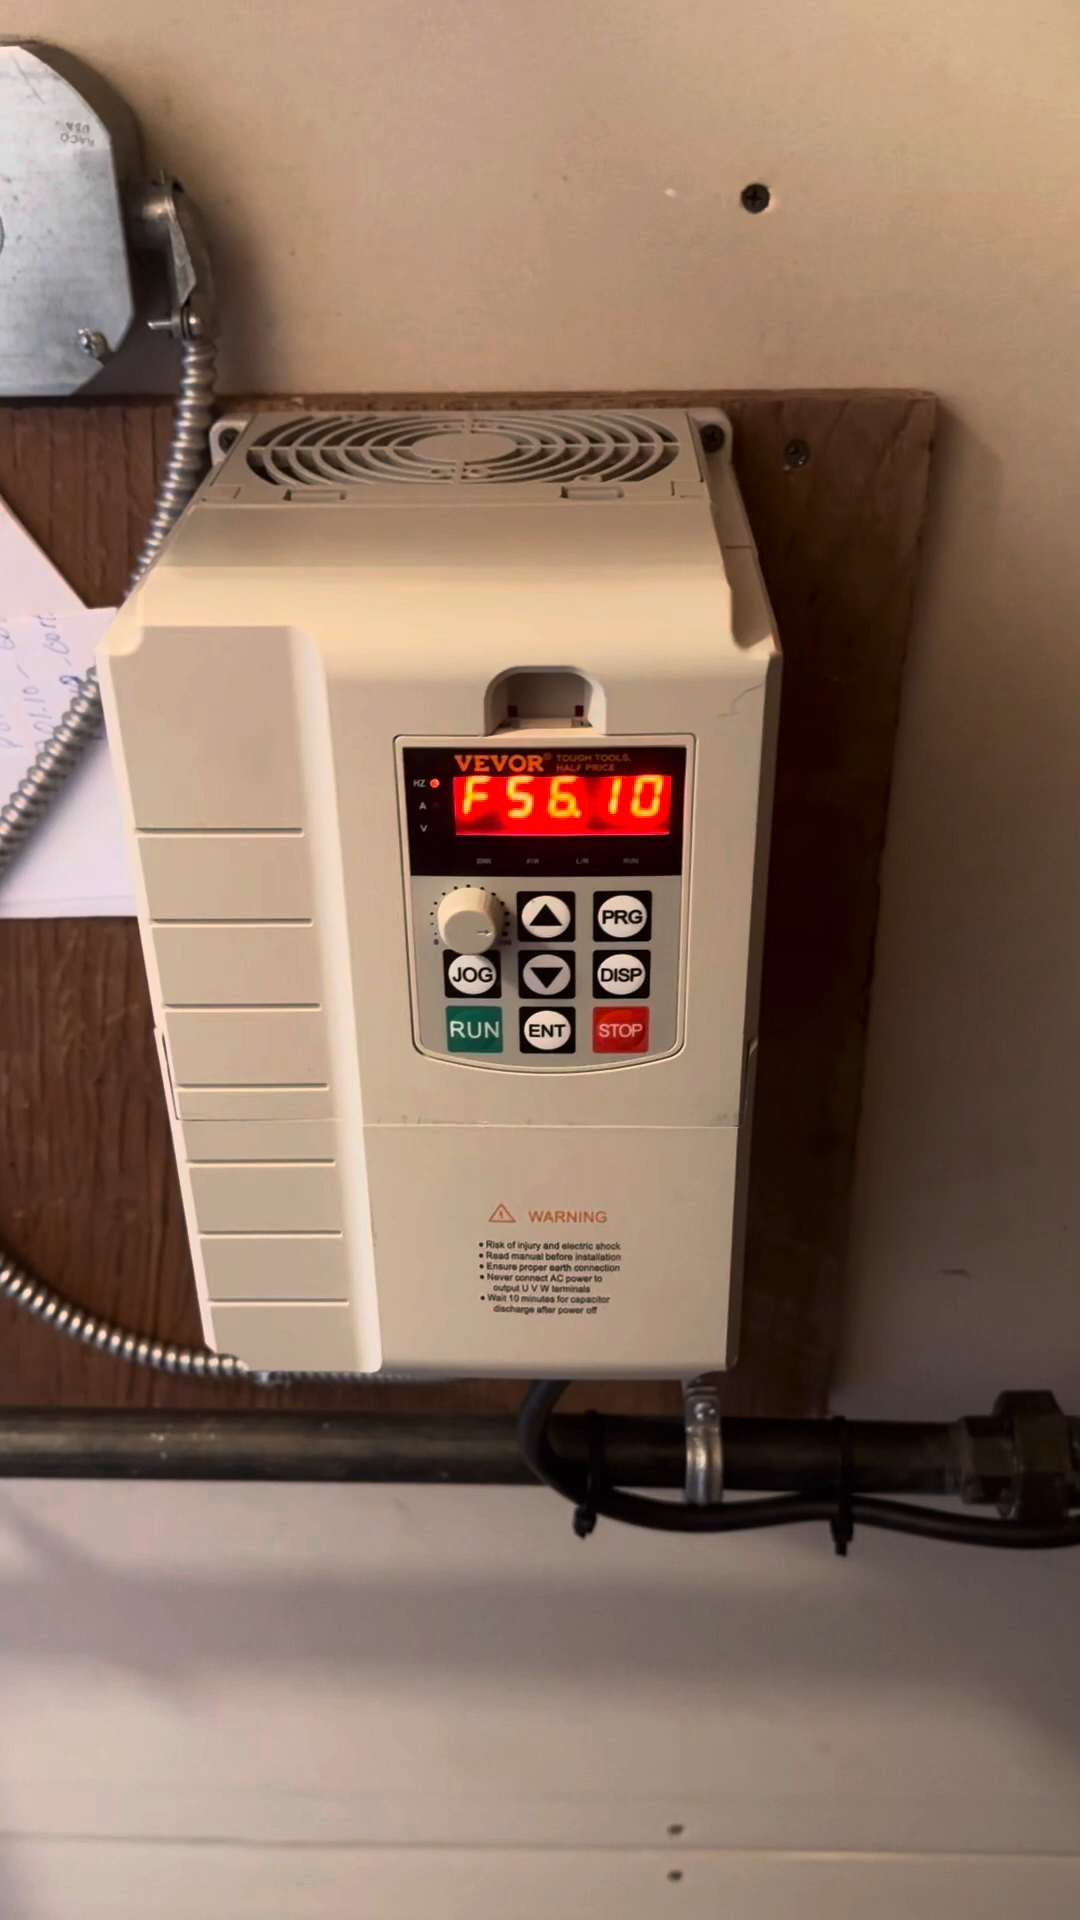 RACO
USA
VEVOR® TOUGH TOOLS,
HALF PRICE
HZ
F56.10
A
V
ERR F/R L/R RUN
PRG
JOG
DISP
RUN
ENT
STOP
WARNING
• Risk of injury and electric shock
• Read manual before installation
• Ensure proper earth connection
• Never connect AC power to
output U V W terminals
• Wait 10 minutes for capacitor
discharge after power off